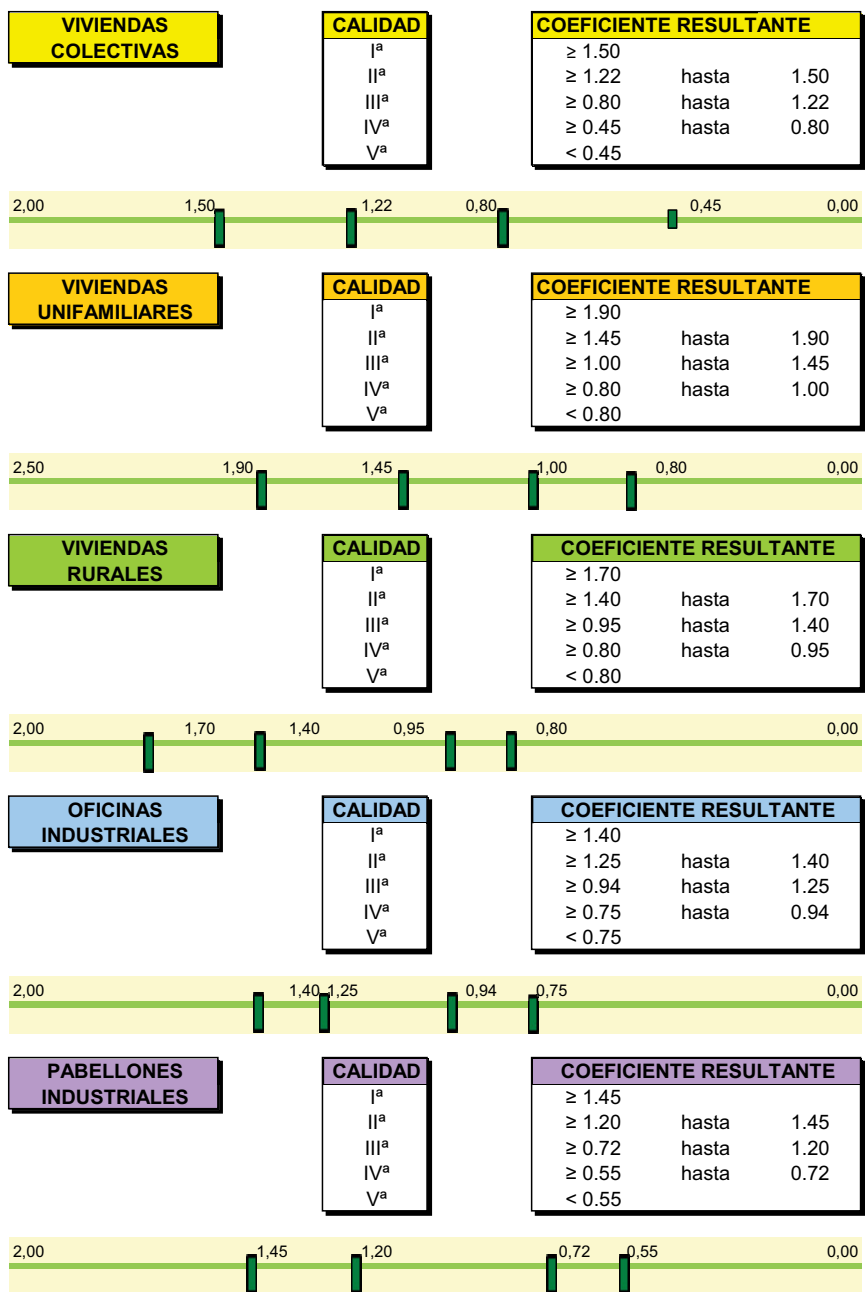 VIVIENDAS CALIDAD COEFICIENTE RESULTANTE
COLECTIVAS Iª ≥ 1.50
IIª ≥ 1.22 hasta 1.50
IIIª ≥ 0.80 hasta 1.22
IVª ≥ 0.45 hasta 0.80
Vª < 0.45
2,00 1,50 1,22 0,80 0,45 0,00
VIVIENDAS CALIDAD COEFICIENTE RESULTANTE
UNIFAMILIARES Iª ≥ 1.90
IIª ≥ 1.45 hasta 1.90
IIIª ≥ 1.00 hasta 1.45
IVª ≥ 0.80 hasta 1.00
Vª < 0.80
2,50 1,90 1,45 1,00 0,80 0,00
VIVIENDAS CALIDAD COEFICIENTE RESULTANTE
RURALES Iª ≥ 1.70
IIª ≥ 1.40 hasta 1.70
IIIª ≥ 0.95 hasta 1.40
IVª ≥ 0.80 hasta 0.95
Vª < 0.80
2,00 1,70 1,40 0,95 0,80 0,00
OFICINAS CALIDAD COEFICIENTE RESULTANTE
INDUSTRIALES Iª ≥ 1.40
IIª ≥ 1.25 hasta 1.40
IIIª ≥ 0.94 hasta 1.25
IVª ≥ 0.75 hasta 0.94
Vª < 0.75
2,00 1,40 1,25 0,94 0,75 0,00
PABELLONES CALIDAD COEFICIENTE RESULTANTE
INDUSTRIALES Iª ≥ 1.45
IIª ≥ 1.20 hasta 1.45
IIIª ≥ 0.72 hasta 1.20
IVª ≥ 0.55 hasta 0.72
Vª < 0.55
2,00 1,45 1,20 0,72 0,55 0,00